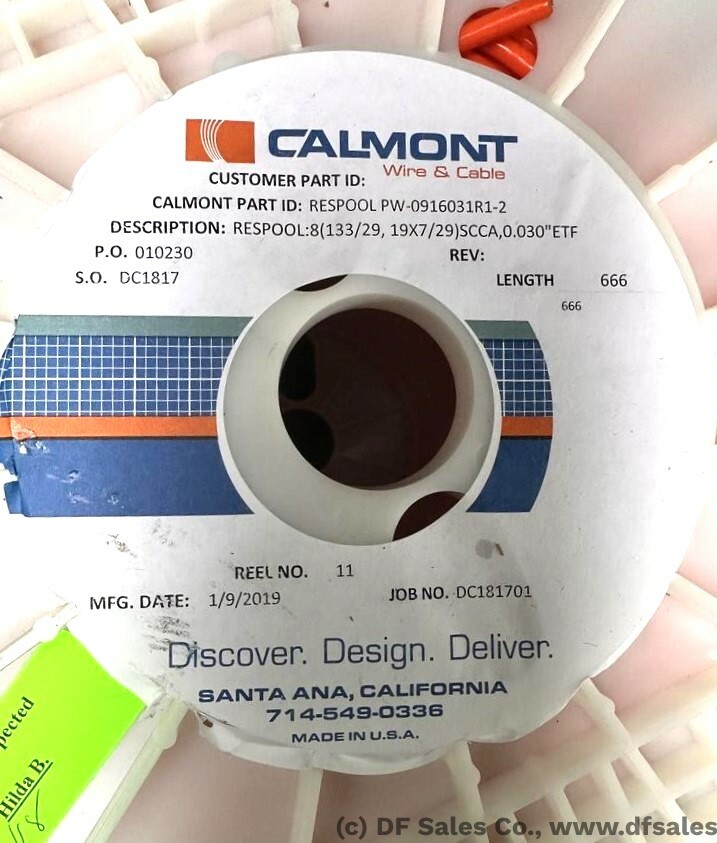 CALMONT
Wire & Cable
CUSTOMER PART ID:
CALMONT PART ID: RESPOOL PW-0916031R1-2
DESCRIPTION: RESPOOL:8(133/29, 19X7/29)SCCA,0.030"ETF
P.O. 010230 REV:
S.O. DC1817 LENGTH 666
666
REEL NO. 11
MFG. DATE: 1/9/2019 JOB NO. DC181701
Discover. Design. Deliver.
SANTA ANA, CALIFORNIA
714-549-0336
MADE IN U.S.A.
pected
Hilda B.
(c) DF Sales Co., www.dfsales